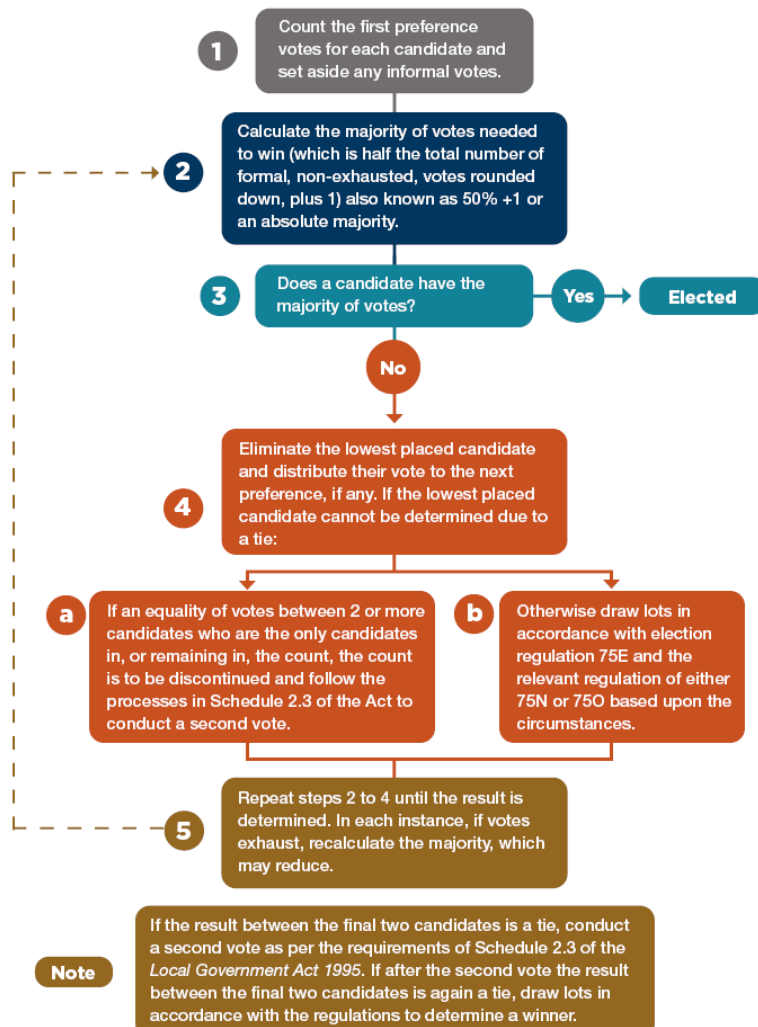 1
Count the first preference
votes for each candidate and
set aside any informal votes.
2
Calculate the majority of votes needed
to win (which is half the total number of
formal, non-exhausted, votes rounded
down, plus 1) also known as 50% +1 or
an absolute majority.
3
Does a candidate have the
majority of votes?
Yes
Elected
No
4
Eliminate the lowest placed candidate
and distribute their vote to the next
preference, if any. If the lowest placed
candidate cannot be determined due to
a tie:
a
If an equality of votes between 2 or more
candidates who are the only candidates
in, or remaining in, the count, the count
is to be discontinued and follow the
processes in Schedule 2.3 of the Act to
conduct a second vote.
b
Otherwise draw lots in
accordance with election
regulation 75E and the
relevant regulation of either
75N or 75O based upon the
circumstances.
5
Repeat steps 2 to 4 until the result is
determined. In each instance, if votes
exhaust, recalculate the majority, which
may reduce.
Note
If the result between the final two candidates is a tie, conduct
a second vote as per the requirements of Schedule 2.3 of the
Local Government Act 1995. If after the second vote the result
between the final two candidates is again a tie, draw lots in
accordance with the regulations to determine a winner.